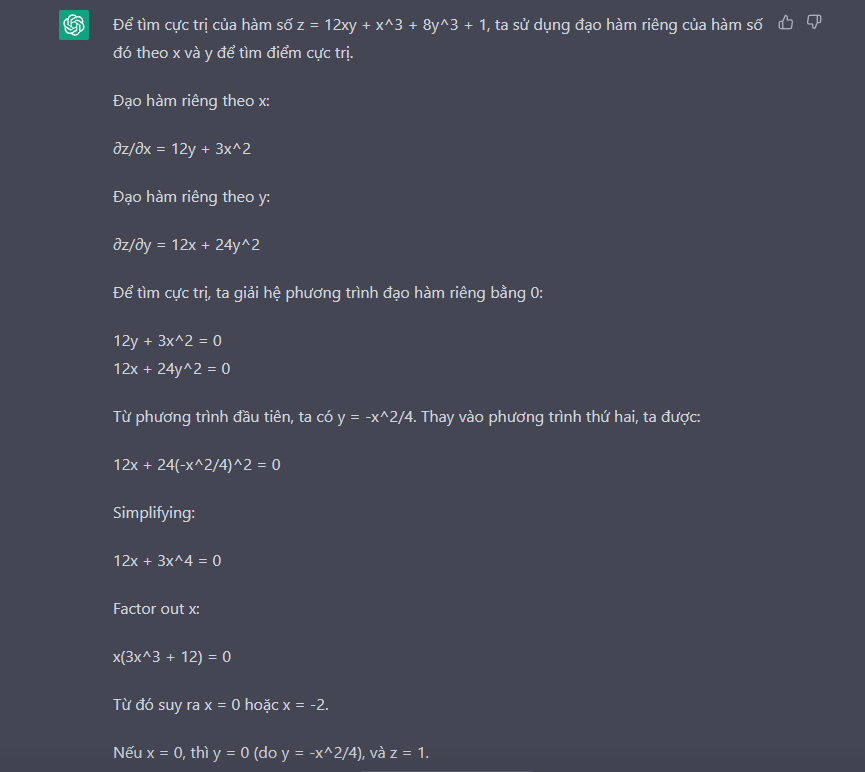 Để tìm cực trị của hàm số z = 12xy + x^3 + 8y^3 + 1, ta sử dụng đạo hàm riêng của hàm số
đó theo x và y để tìm điểm cực trị.
Đạo hàm riêng theo x:
∂z/∂x = 12y + 3x^2
Đạo hàm riêng theo y:
∂z/∂y = 12x + 24y^2
Để tìm cực trị, ta giải hệ phương trình đạo hàm riêng bằng 0:
12y + 3x^2 = 0
12x + 24y^2 = 0
Từ phương trình đầu tiên, ta có y = -x^2/4. Thay vào phương trình thứ hai, ta được:
12x + 24(-x^2/4)^2 = 0
Simplifying:
12x + 3x^4 = 0
Factor out x:
x(3x^3 + 12) = 0
Từ đó suy ra x = 0 hoặc x = -2.
Nếu x = 0, thì y = 0 (do y = -x^2/4), và z = 1.